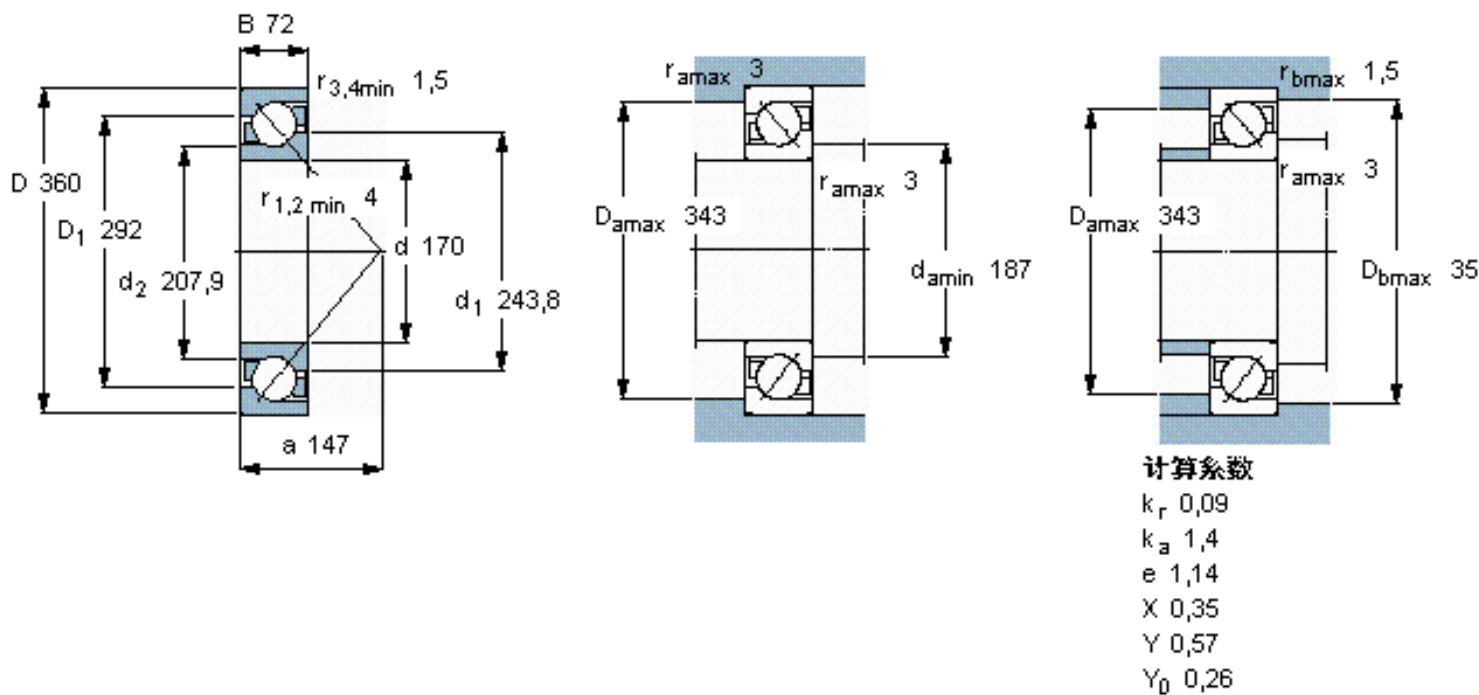 B 72
r3,4min 1,5
D 360
D1 292
r1,2 min 4
d2 207,9
d 170
d1 243,8
a 147
ramax 3
ramax 3
Damax 343
damin 187
rbmax 1,5
ramax 3
Damax 343
Dbmax 35
计算系数
kr 0,09
ka 1,4
e 1,14
X 0,35
Y 0,57
Y0 0,26